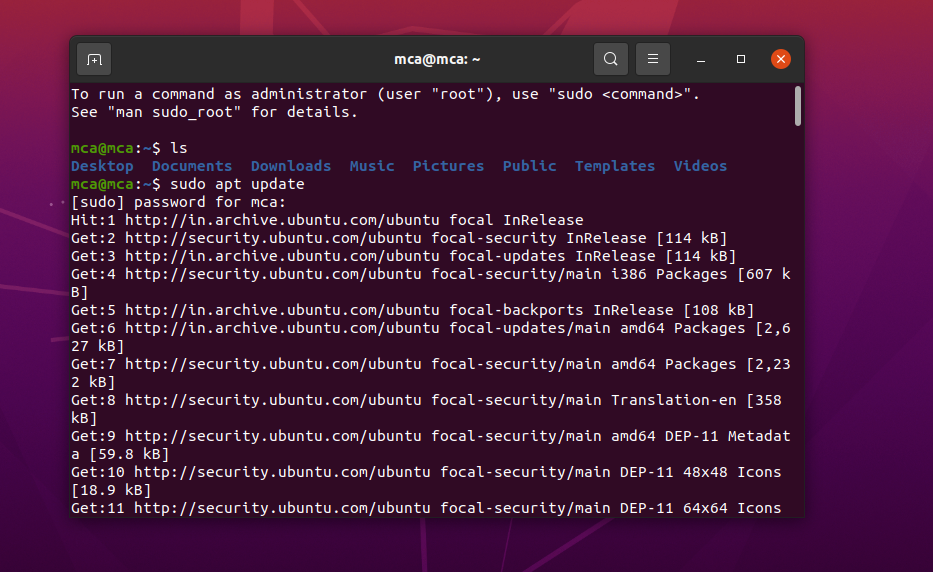 mca@mca: ~
To run a command as administrator (user "root"), use "sudo <command>".
See "man sudo_root" for details.
mca@mca:~$ ls
Desktop Documents Downloads Music Pictures Public Templates Videos
mca@mca:~$ sudo apt update
[sudo] password for mca:
Hit:1 http://in.archive.ubuntu.com/ubuntu focal InRelease
Get:2 http://security.ubuntu.com/ubuntu focal-security InRelease [114 kB]
Get:3 http://in.archive.ubuntu.com/ubuntu focal-updates InRelease [114 kB]
Get:4 http://security.ubuntu.com/ubuntu focal-security/main i386 Packages [607 k
B]
Get:5 http://in.archive.ubuntu.com/ubuntu focal-backports InRelease [108 kB]
Get:6 http://in.archive.ubuntu.com/ubuntu focal-updates/main amd64 Packages [2,6
27 kB]
Get:7 http://security.ubuntu.com/ubuntu focal-security/main amd64 Packages [2,23
2 kB]
Get:8 http://security.ubuntu.com/ubuntu focal-security/main Translation-en [358
kB]
Get:9 http://security.ubuntu.com/ubuntu focal-security/main amd64 DEP-11 Metadat
a [59.8 kB]
Get:10 http://security.ubuntu.com/ubuntu focal-security/main DEP-11 48x48 Icons
[18.9 kB]
Get:11 http://security.ubuntu.com/ubuntu focal-security/main DEP-11 64x64 Icons